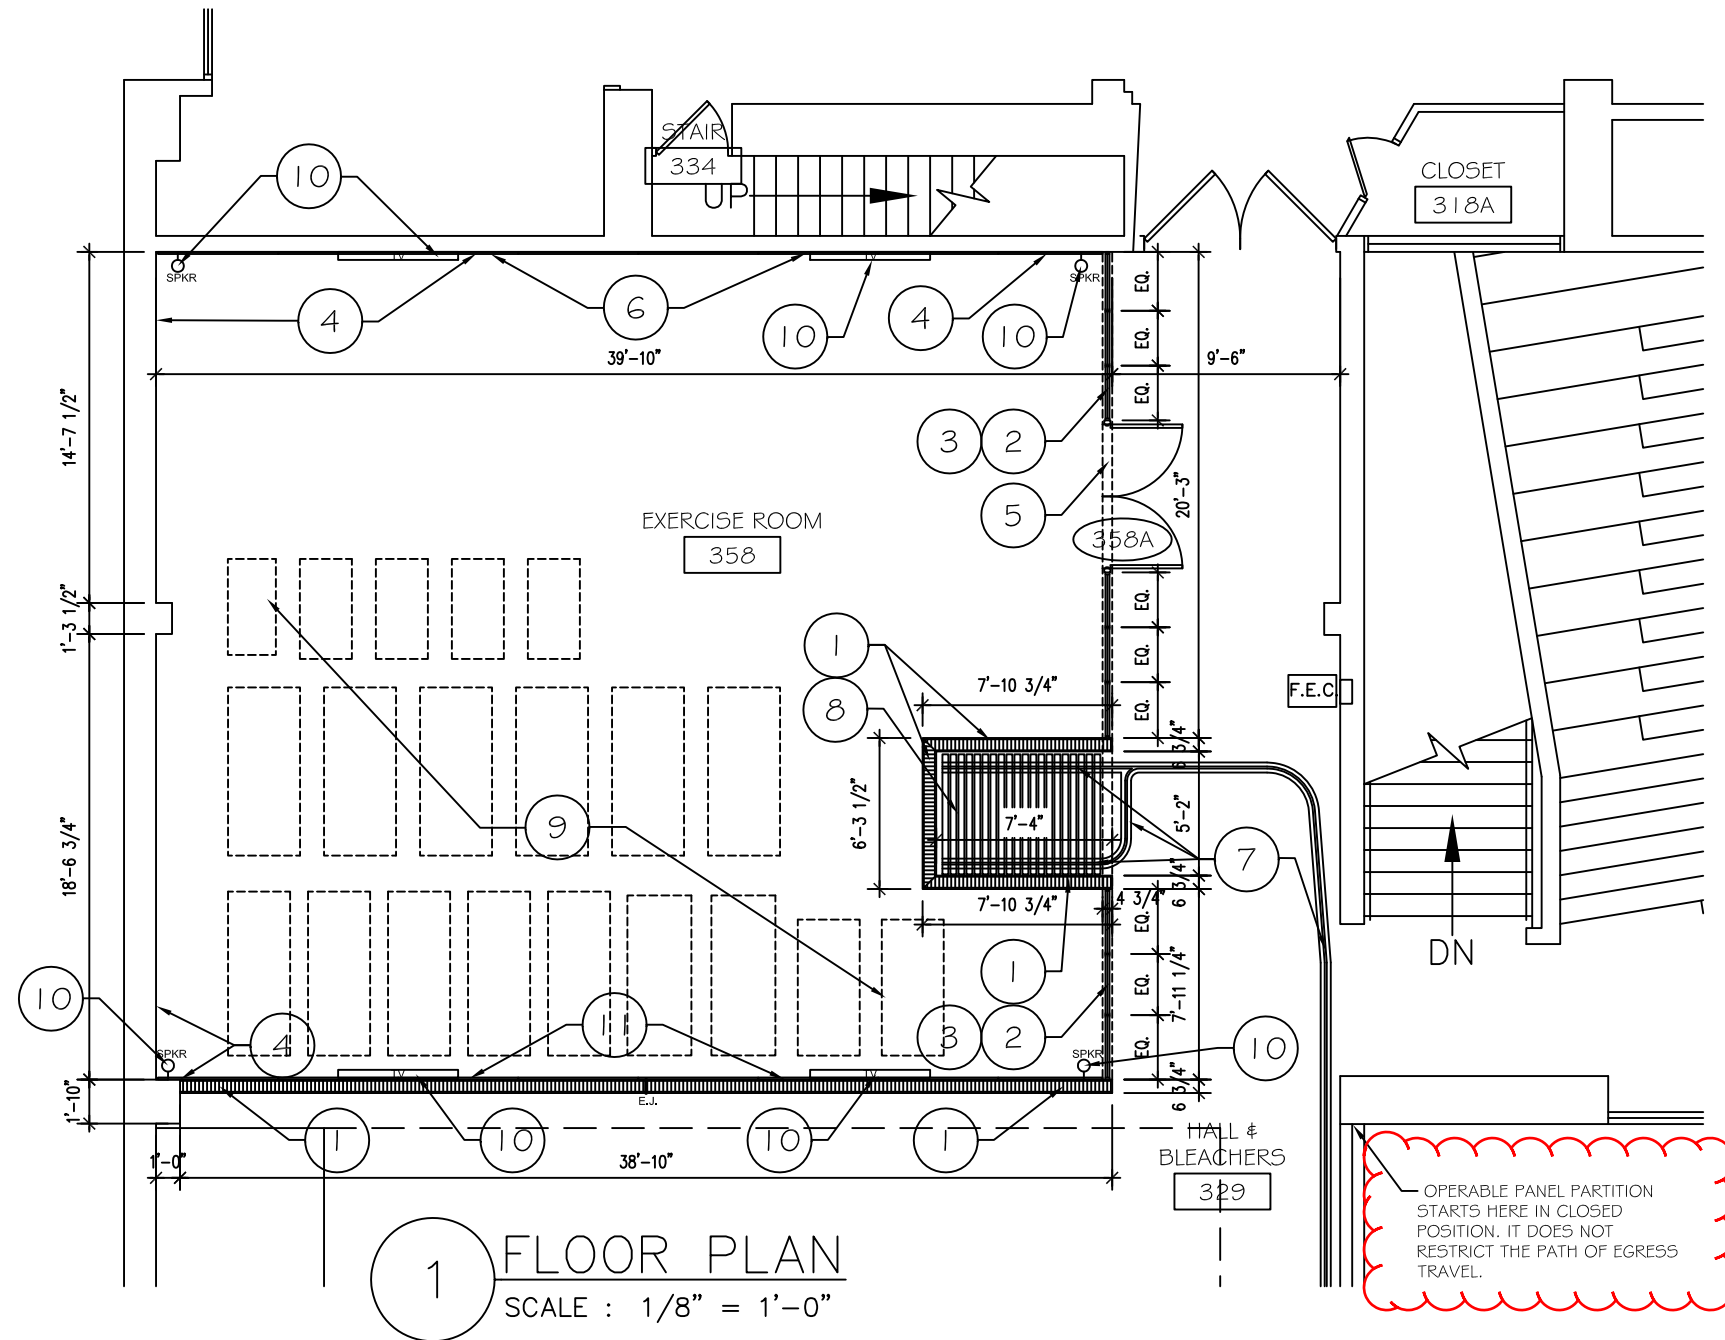 STAIR
334
CLOSET
318A
10
SPKR
TV
TV
SPKR
4
6
10
4
10
EQ.
EQ.
EQ.
39'-10"
9'-6"
14'-7 1/2"
3
2
5
20'-3"
EXERCISE ROOM
358
358A
1'-3 1/2"
EQ.
EQ.
EQ.
1
8
7'-10 3/4"
F.E.C.
6 3/4"
9
6'-3 1/2"
7'-4"
5'-2"
7
18'-6 3/4"
7'-10 3/4"
4 3/4"
6 3/4"
EQ.
EQ.
EQ.
7'-11 1/4"
DN
10
1
11
4
3
2
10
SPKR
TV
TV
SPKR
E.J.
6 3/4"
1'-10"
1
10
10
1
1'-0"
38'-10"
HALL &
BLEACHERS
329
OPERABLE PANEL PARTITION
STARTS HERE IN CLOSED
POSITION. IT DOES NOT
RESTRICT THE PATH OF EGRESS
TRAVEL.
1
FLOOR PLAN
SCALE : 1/8" = 1'-0"